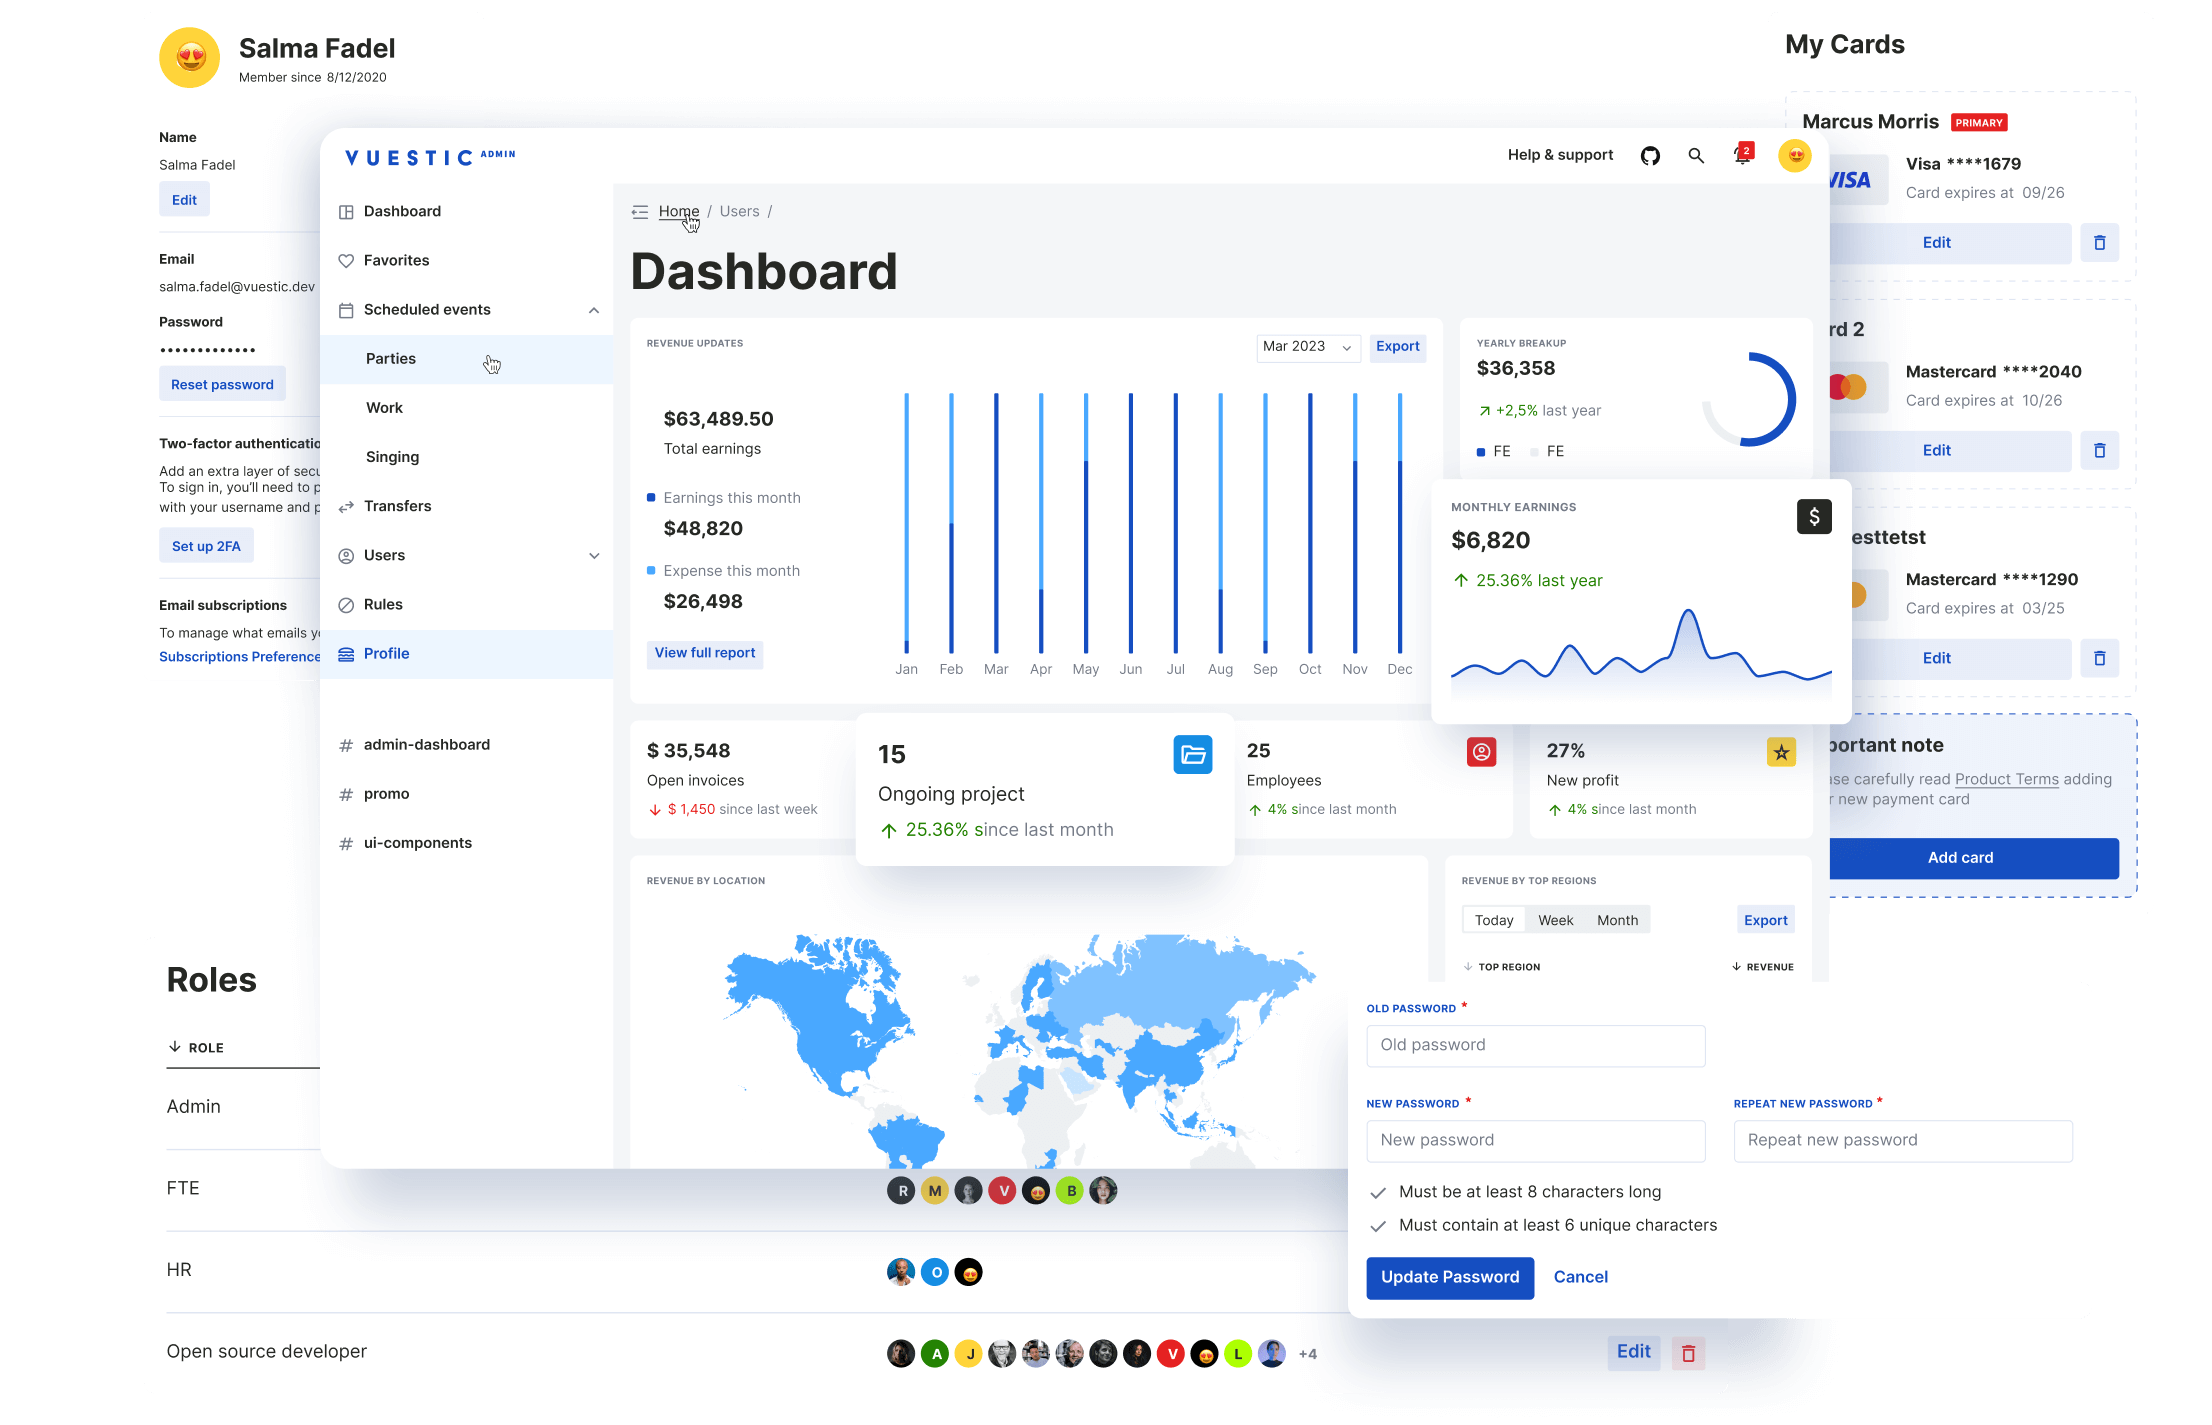 Salma Fadel
Member since 8/12/2020
Name
Salma Fadel
Edit
Email
salma.fadel@vuestic.dev
Password
Reset password
Two-factor
Add an extra layer of
To sign in, you'll need to
with your username and
Set up 2FA
Email subscriptions
To manage what emails
Subscriptions
VUESTIC ADMIN
Help & support
2
Dashboard
Favorites
Scheduled events
Parties
Work
Singing
Transfers
Users
Rules
Profile
# admin-dashboard
# promo
# ui-components
Home / Users /
Dashboard
REVENUE UPDATES
Mar 2023
Export
$63,489.50
Total earnings
Earnings this month
$48,820
Expense this month
$26,498
View full report
Jan Feb Mar Apr May Jun Jul Aug Sep Oct Nov Dec
YEARLY BREAKUP
$36,358
+2,5% last year
FE FE
MONTHLY EARNINGS
$
$6,820
25.36% last year
$ 35,548
Open invoices
$ 1,450 since last week
15
Ongoing project
25.36% since last month
25
Employees
4% since last month
27%
New profit
4% since last month
REVENUE BY LOCATION
REVENUE BY TOP REGIONS
Today Week Month
Export
TOP REGION REVENUE
My Cards
Marcus Morris PRIMARY
VISA
Visa ****1679
Card expires at 09/26
Edit
rd 2
Mastercard ****2040
Card expires at 10/26
Edit
esttetst
Mastercard ****1290
Card expires at 03/25
Edit
portant note
ase carefully read Product Terms adding
new payment card
Add card
Roles
ROLE
Admin
FTE
R M V B
HR
O
Open source developer
A J V L +4
Edit
OLD PASSWORD *
Old password
NEW PASSWORD *
New password
REPEAT NEW PASSWORD *
Repeat new password
Must be at least 8 characters long
Must contain at least 6 unique characters
Update Password
Cancel